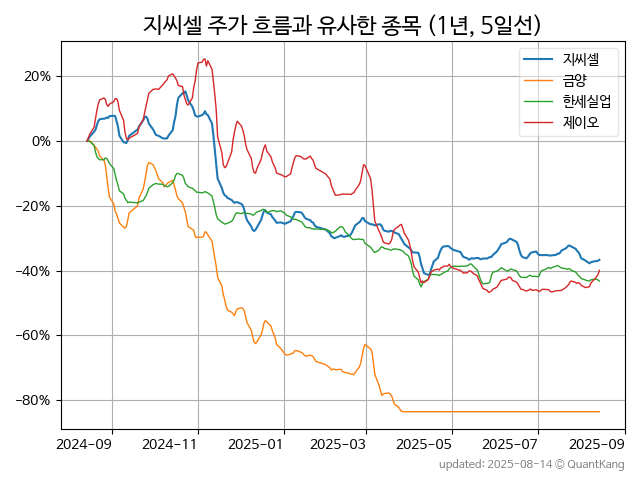 지씨셀 주가 흐름과 유사한 종목 (1년, 5일선)
지씨셀
금양
한세실업
제이오
20%
0%
−20%
−40%
−60%
−80%
2024-09 2024-11 2025-01 2025-03 2025-05 2025-07 2025-09
updated: 2025-08-14 © QuantKang